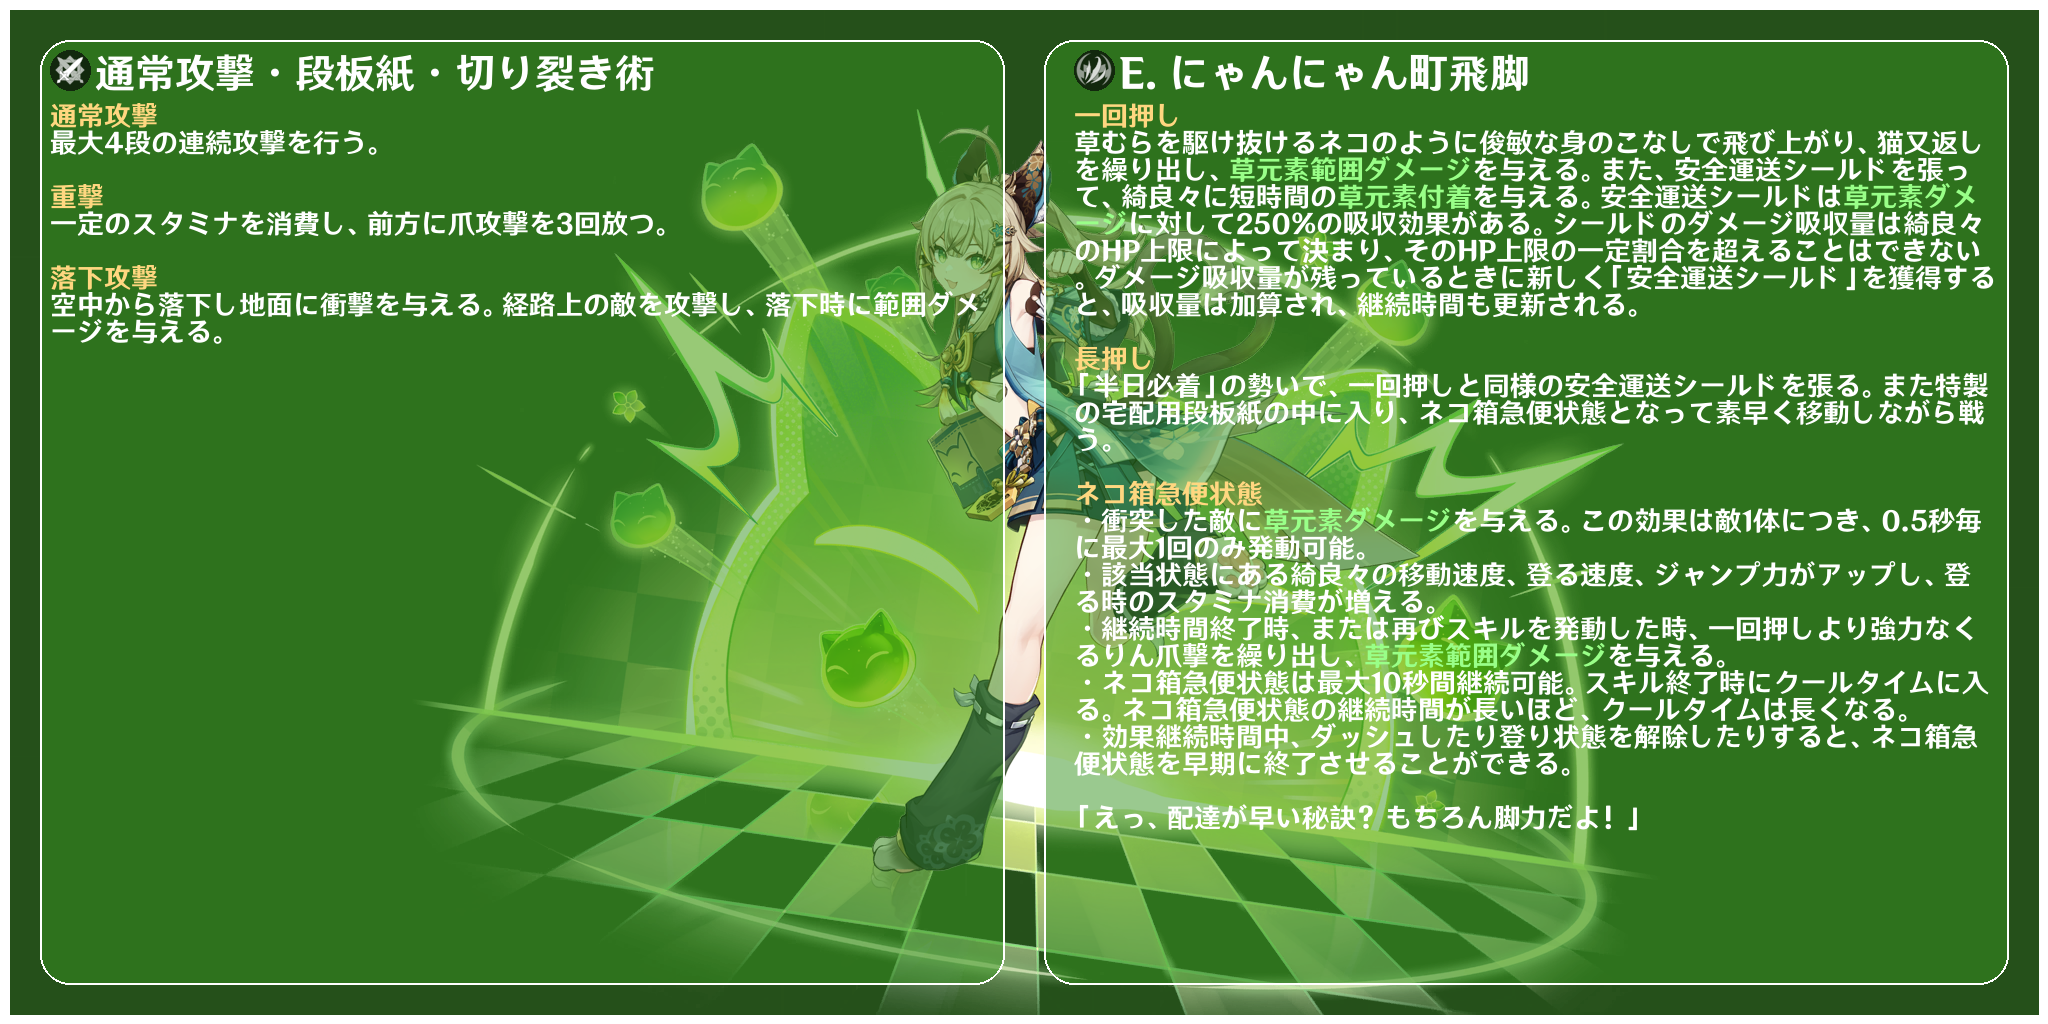 通常攻撃・段板紙・切り裂き術
通常攻撃
最大4段の連続攻撃を行う。
重撃
一定のスタミナを消費し、前方に爪攻撃を3回放つ。
落下攻撃
空中から落下し地面に衝撃を与える。経路上の敵を攻撃し、落下時に範囲ダメ
ージを与える。
E. にゃんにゃん町飛脚
一回押し
草むらを駆け抜けるネコのように俊敏な身のこなしで飛び上がり、猫又返し
を繰り出し、草元素範囲ダメージを与える。また、安全運送シールドを張っ
て、綺良々に短時間の草元素付着を与える。安全運送シールドは草元素ダメ
ージに対して250%の吸収効果がある。シールドのダメージ吸収量は綺良々
のHP上限によって決まり、そのHP上限の一定割合を超えることはできない
。ダメージ吸収量が残っているときに新しく「安全運送シールド」を獲得する
と、吸収量は加算され、継続時間も更新される。
長押し
「半日必着」の勢いで、一回押しと同様の安全運送シールドを張る。また特製
の宅配用段板紙の中に入り、ネコ箱急便状態となって素早く移動しながら戦
う。
ネコ箱急便状態
・衝突した敵に草元素ダメージを与える。この効果は敵1体につき、0.5秒毎
に最大1回のみ発動可能。
・該当状態にある綺良々の移動速度、登る速度、ジャンプ力がアップし、登
る時のスタミナ消費が増える。
・継続時間終了時、または再びスキルを発動した時、一回押しより強力なく
るりん爪撃を繰り出し、草元素範囲ダメージを与える。
・ネコ箱急便状態は最大10秒間継続可能。スキル終了時にクールタイムに入
る。ネコ箱急便状態の継続時間が長いほど、クールタイムは長くなる。
・効果継続時間中、ダッシュしたり登り状態を解除したりすると、ネコ箱急
便状態を早期に終了させることができる。
「えっ、配達が早い秘訣？もちろん脚力だよ！」